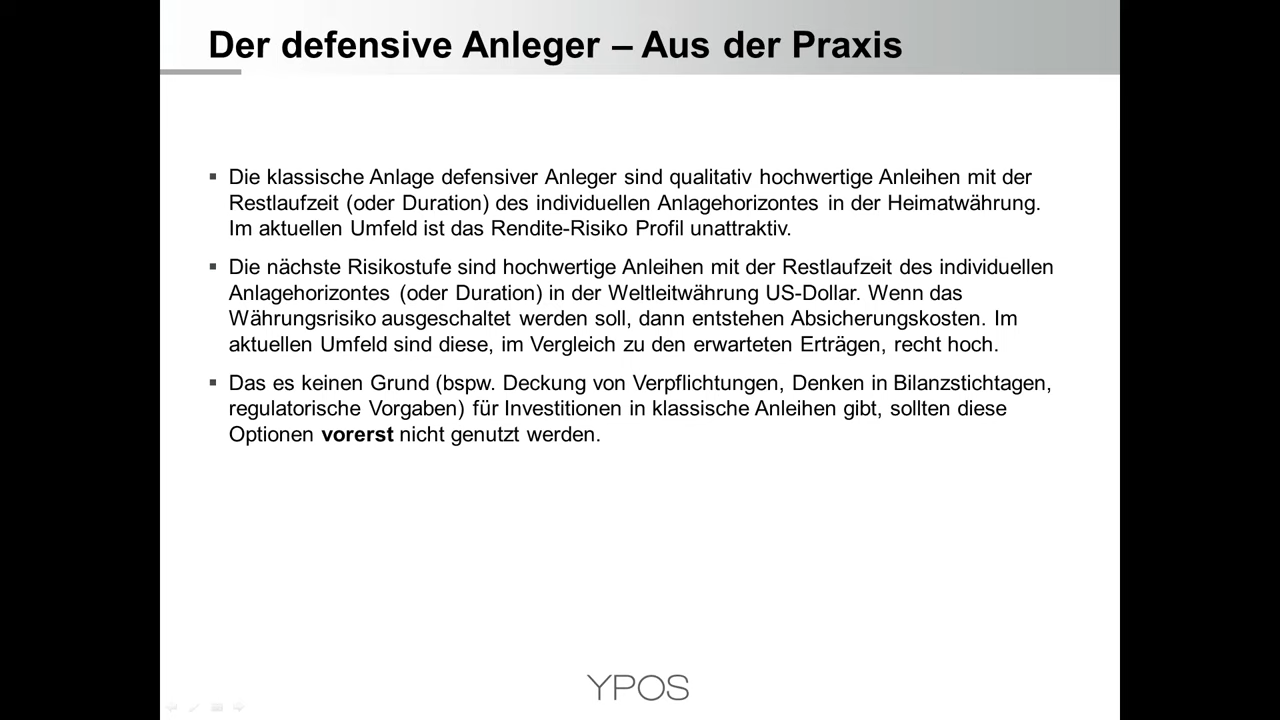 Der defensive Anleger – Aus der Praxis
▪ Die klassische Anlage defensiver Anleger sind qualitativ hochwertige Anleihen mit der
Restlaufzeit (oder Duration) des individuellen Anlagehorizontes in der Heimatwährung.
Im aktuellen Umfeld ist das Rendite-Risiko Profil unattraktiv.
▪ Die nächste Risikostufe sind hochwertige Anleihen mit der Restlaufzeit des individuellen
Anlagehorizontes (oder Duration) in der Weltleitwährung US-Dollar. Wenn das
Währungsrisiko ausgeschaltet werden soll, dann entstehen Absicherungskosten. Im
aktuellen Umfeld sind diese, im Vergleich zu den erwarteten Erträgen, recht hoch.
▪ Das es keinen Grund (bspw. Deckung von Verpflichtungen, Denken in Bilanzstichtagen,
regulatorische Vorgaben) für Investitionen in klassische Anleihen gibt, sollten diese
Optionen vorerst nicht genutzt werden.
YPOS